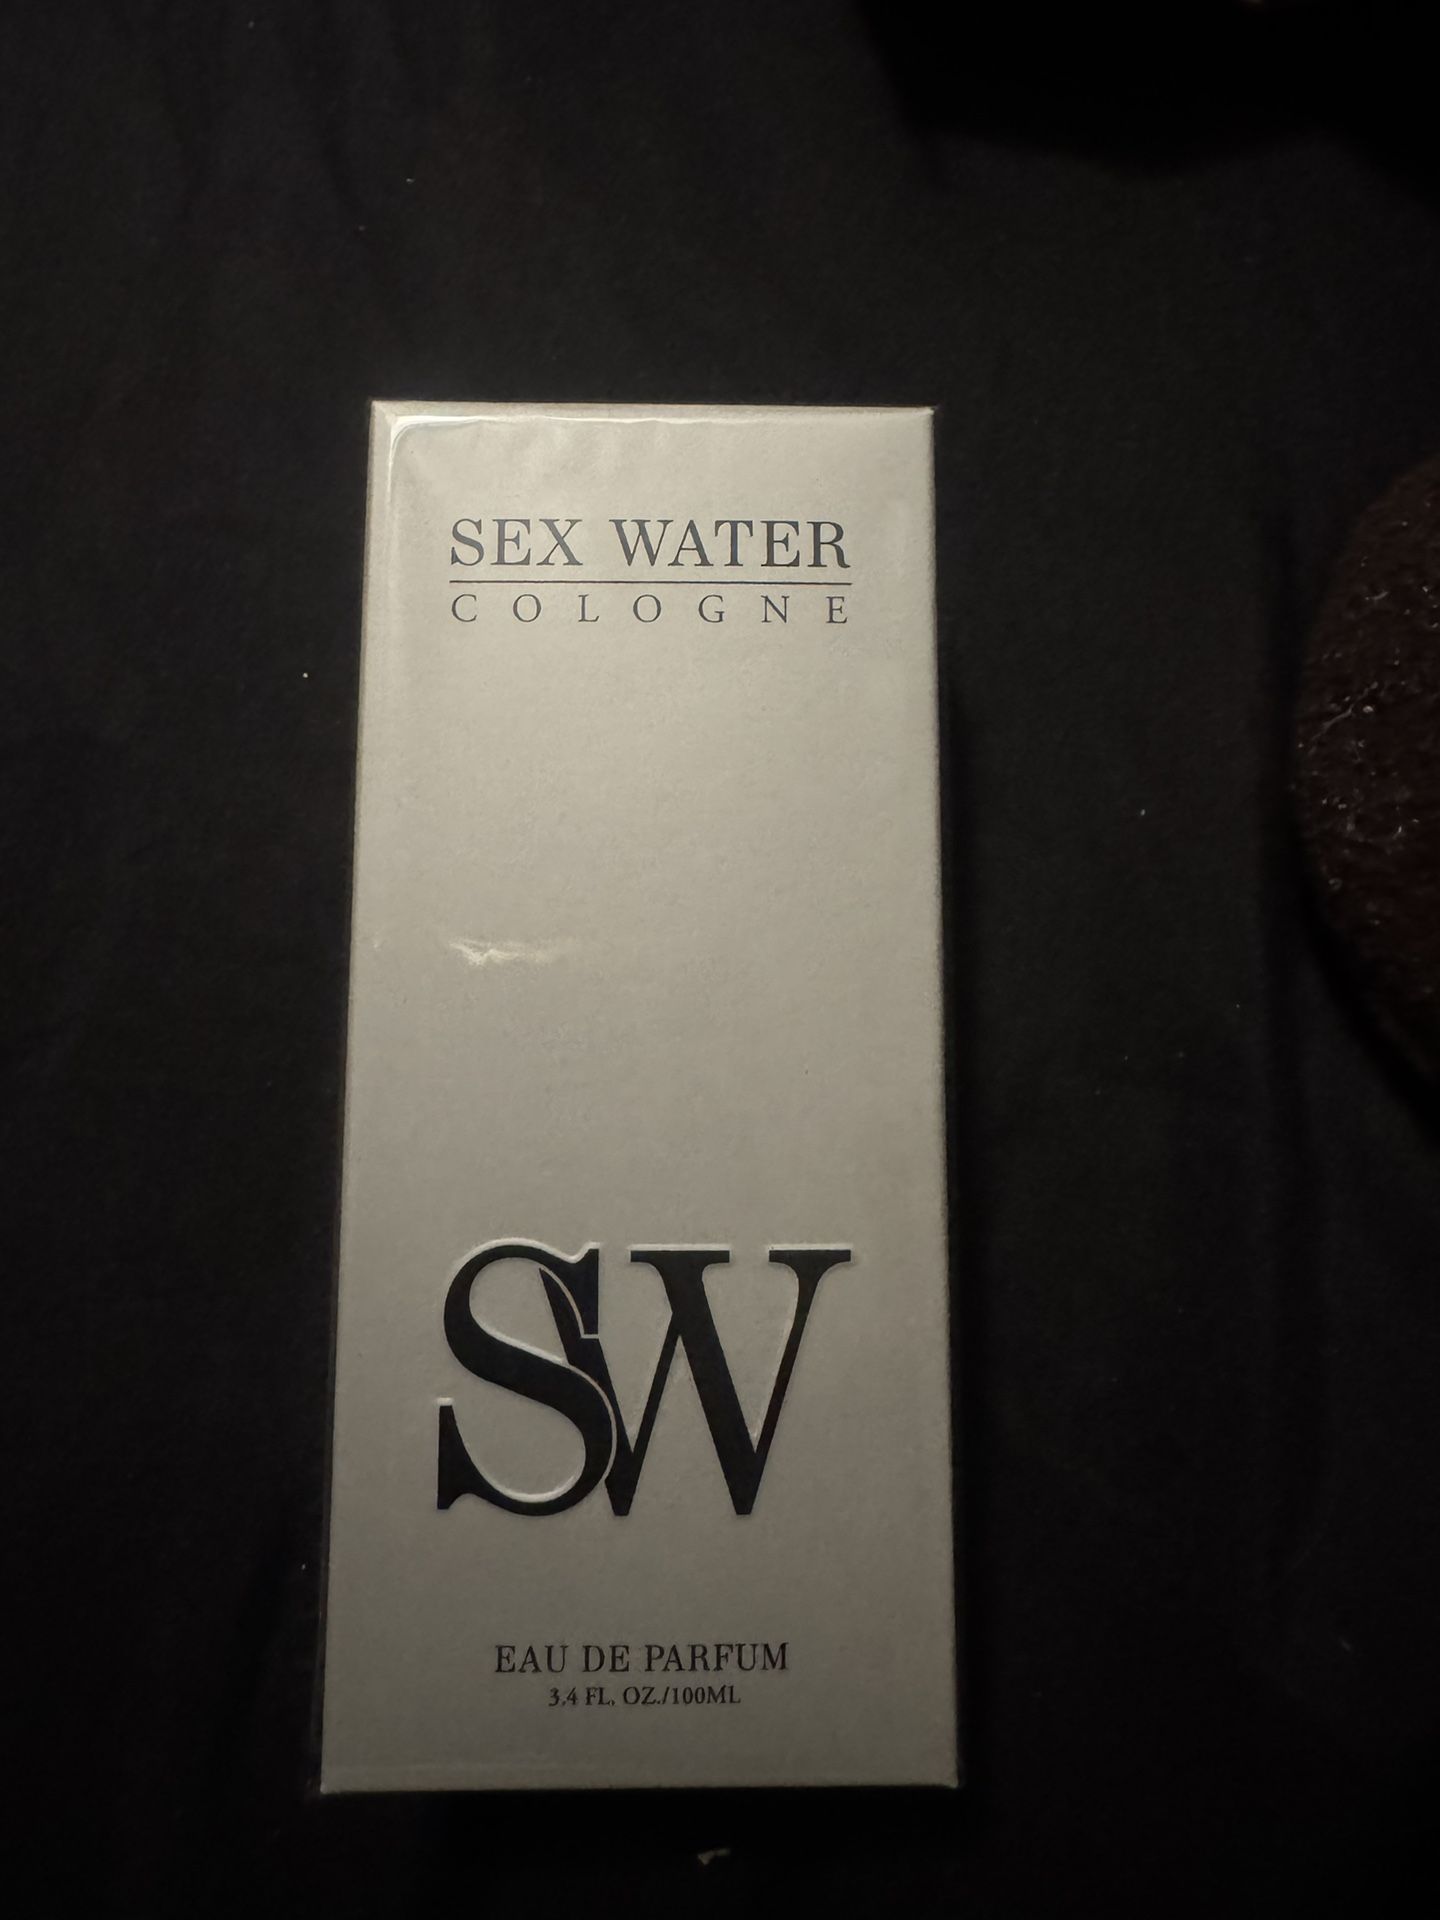 SEX WATER
COLOGNE
SW
EAU DE PARFUM
3.4 FL. OZ./100ML